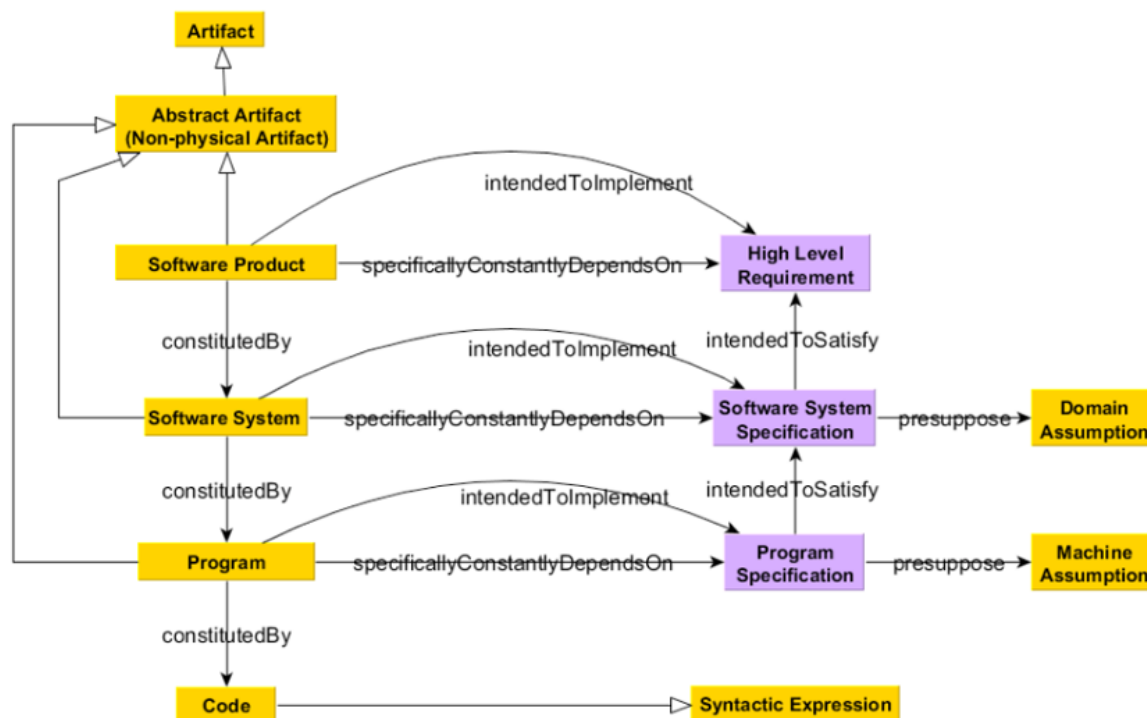 Artifact
Abstract Artifact
(Non-physical Artifact)
intendedToImplement
Software Product
specificallyConstantlyDependsOn
High Level
Requirement
constitutedBy
intendedToImplement
intendedToSatisfy
Software System
specificallyConstantlyDependsOn
Software System
Specification
presuppose
Domain
Assumption
constitutedBy
intendedToImplement
intendedToSatisfy
Program
specificallyConstantlyDependsOn
Program
Specification
presuppose
Machine
Assumption
constitutedBy
Code
Syntactic Expression